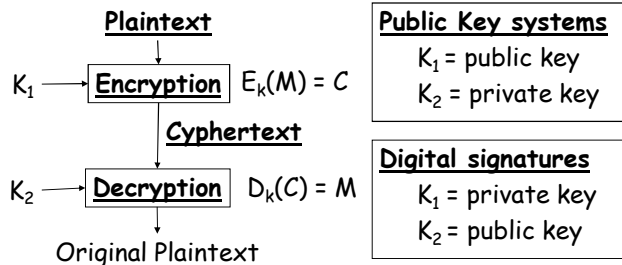 Plaintext
K₁
Encryption
Eₖ(M) = C
Cyphertext
K₂
Decryption
Dₖ(C) = M
Original Plaintext
Public Key systems
K₁ = public key
K₂ = private key
Digital signatures
K₁ = private key
K₂ = public key